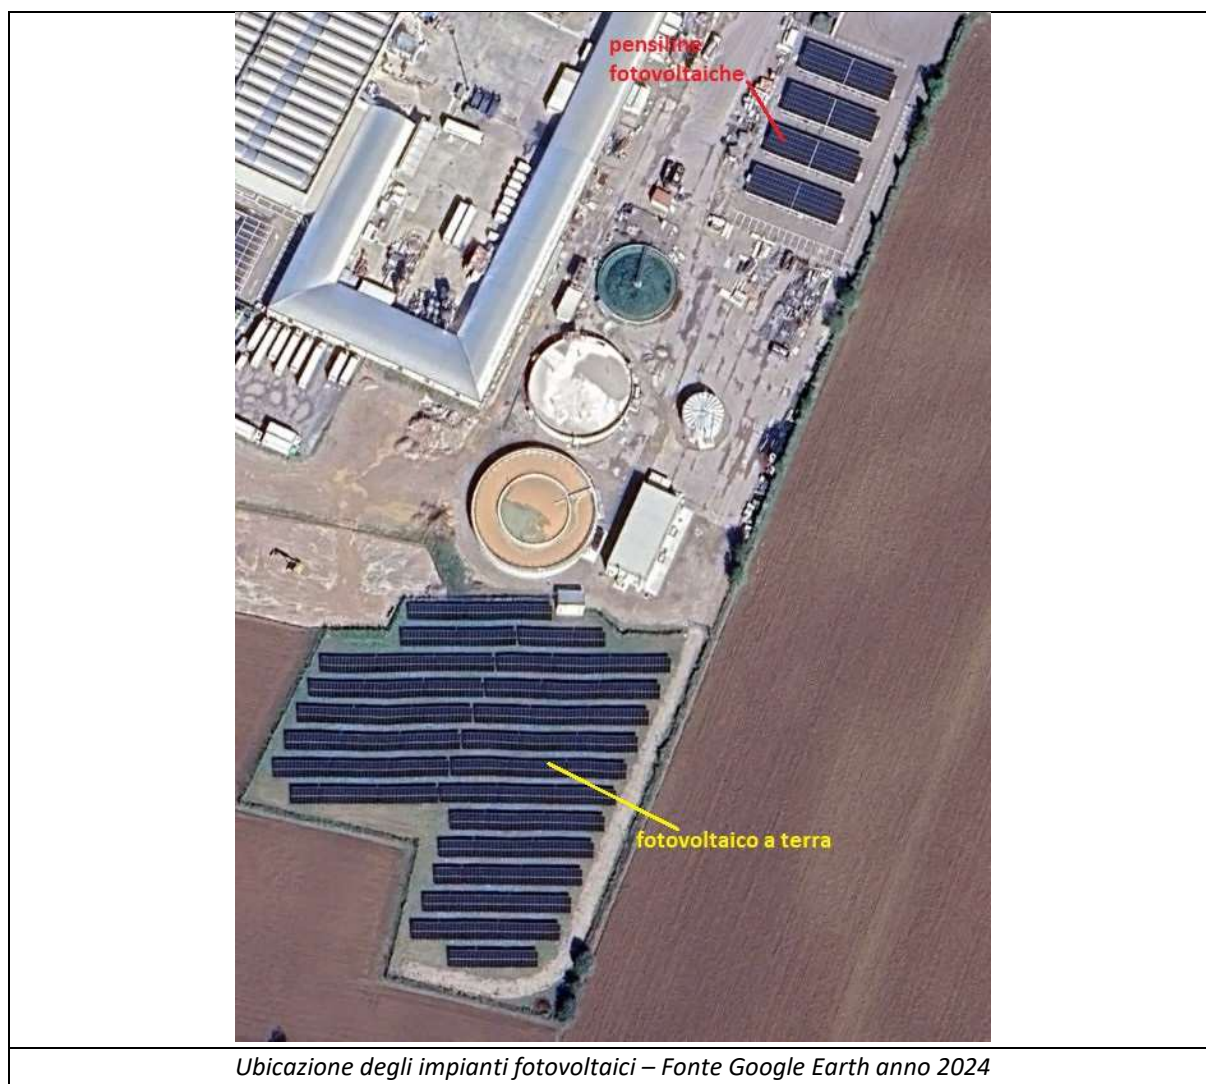 pensiline
fotovoltaiche
fotovoltaico a terra
Ubicazione degli impianti fotovoltaici – Fonte Google Earth anno 2024